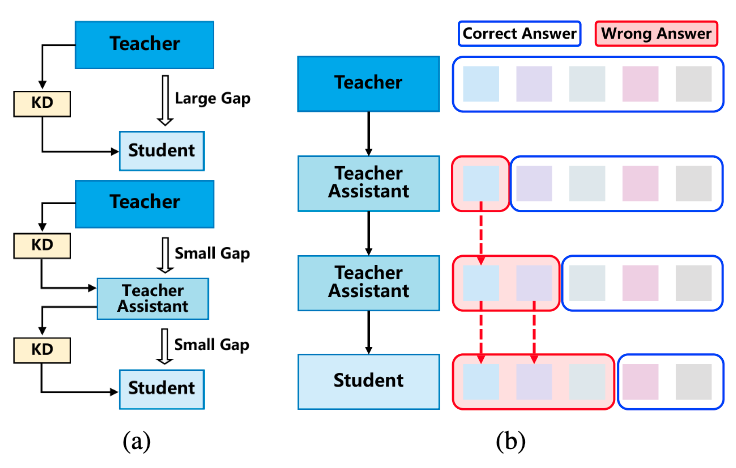 Teacher
KD
Large Gap
Student
Teacher
KD
Small Gap
Teacher
Assistant
KD
Small Gap
Student
(a)
Correct Answer
Wrong Answer
Teacher
Teacher
Assistant
Teacher
Assistant
Student
(b)